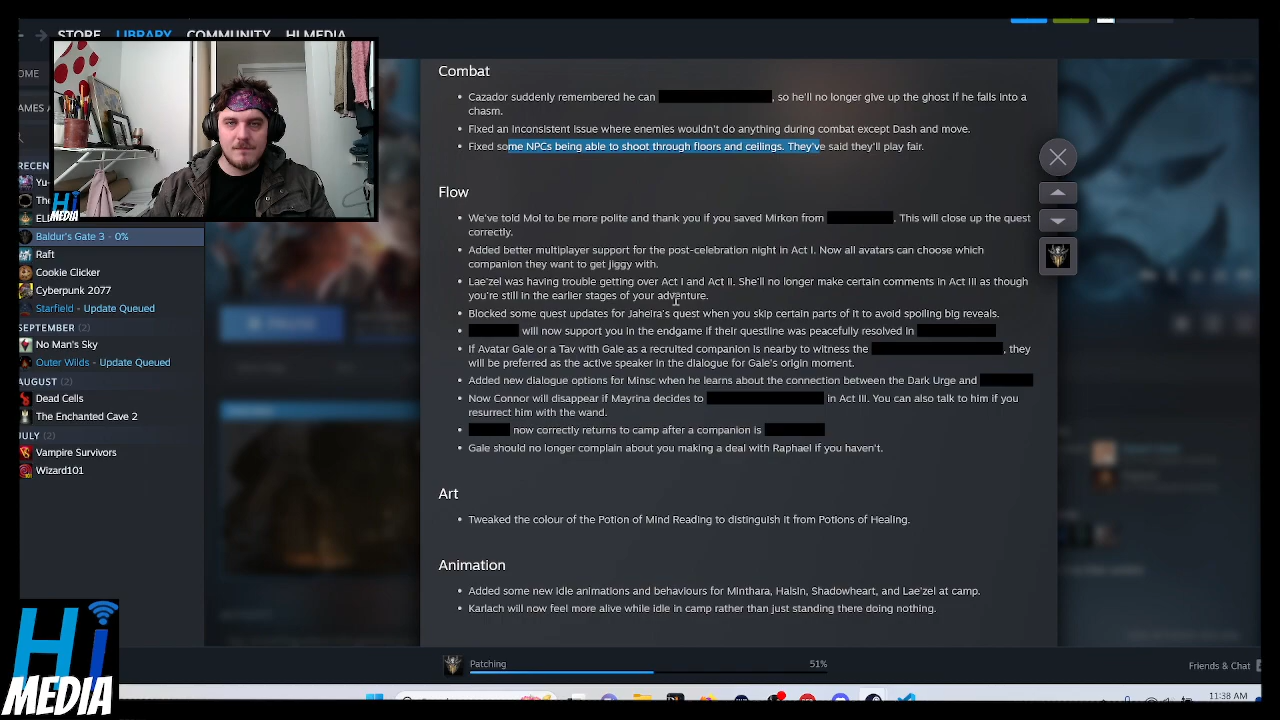 STORE LIBRARY COMMUNITY HI MEDIA
OME
AMES A
RECEN
Yu-
The
EL
Baldur's Gate 3 - 0%
Raft
Cookie Clicker
Cyberpunk 2077
Starfield - Update Queued
SEPTEMBER (2)
No Man's Sky
Outer Wilds - Update Queued
AUGUST (2)
Dead Cells
The Enchanted Cave 2
JULY (2)
Vampire Survivors
Wizard101
Hi
MEDIA
Combat
Cazador suddenly remembered he can , so he'll no longer give up the ghost if he falls into a
chasm.
Fixed an inconsistent issue where enemies wouldn't do anything during combat except Dash and move.
Fixed some NPCs being able to shoot through floors and ceilings. They've said they'll play fair.
Flow
We've told Mol to be more polite and thank you if you saved Mirkon from . This will close up the quest
correctly.
Added better multiplayer support for the post-celebration night in Act I. Now all avatars can choose which
companion they want to get jiggy with.
Lae'zel was having trouble getting over Act I and Act II. She'll no longer make certain comments in Act III as though
you're still in the earlier stages of your adventure.
Blocked some quest updates for Jaheira's quest when you skip certain parts of it to avoid spoiling big reveals.
will now support you in the endgame if their questline was peacefully resolved in
If Avatar Gale or a Tav with Gale as a recruited companion is nearby to witness the , they
will be preferred as the active speaker in the dialogue for Gale's origin moment.
Added new dialogue options for Minsc when he learns about the connection between the Dark Urge and
Now Connor will disappear if Mayrina decides to in Act III. You can also talk to him if you
resurrect him with the wand.
now correctly returns to camp after a companion is
Gale should no longer complain about you making a deal with Raphael if you haven't.
Art
Tweaked the colour of the Potion of Mind Reading to distinguish it from Potions of Healing.
Animation
Added some new idle animations and behaviours for Minthara, Halsin, Shadowheart, and Lae'zel at camp.
Karlach will now feel more alive while idle in camp rather than just standing there doing nothing.
Patching 51%
Friends & Chat
11:38 AM
Hi
MEDIA